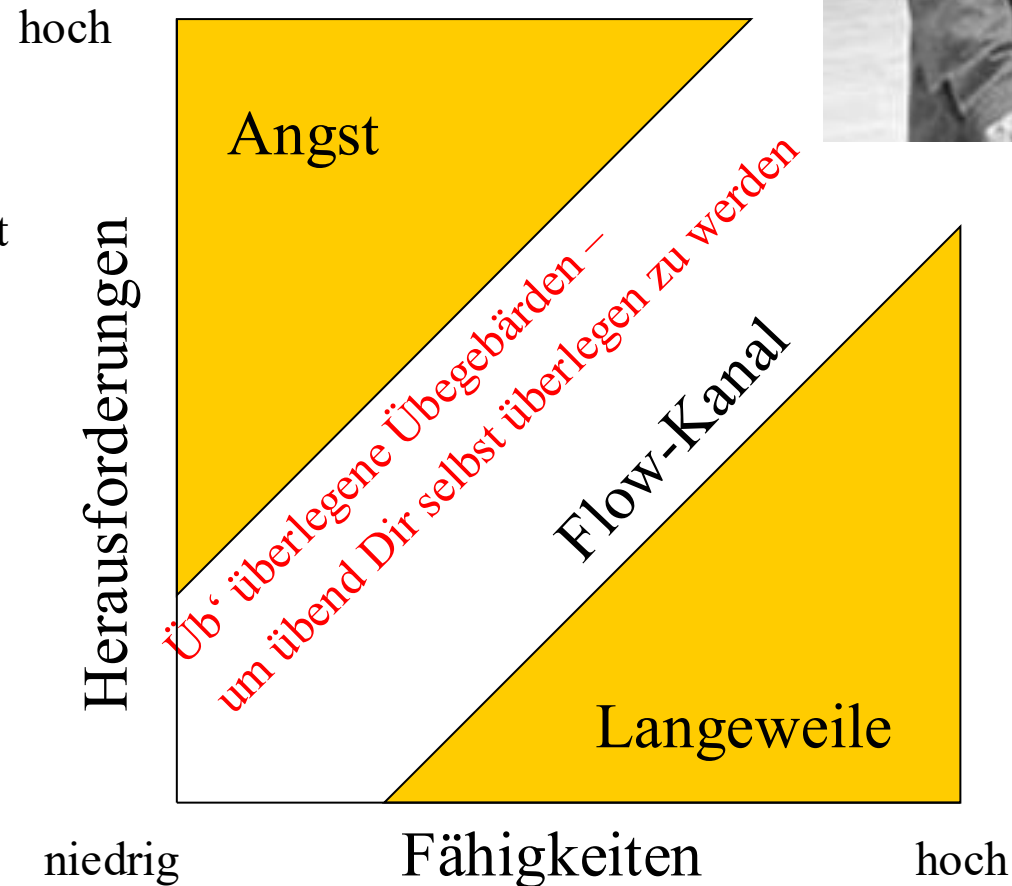 hoch
Angst
t
Herausforderungen
Üb‘ überlegene Übegebärden –
um übend Dir selbst überlegen zu werden
Flow-Kanal
Langeweile
niedrig
Fähigkeiten
hoch